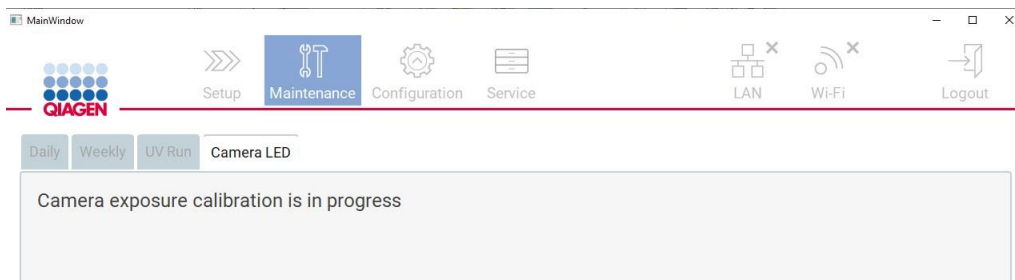 MainWindow
Setup Maintenance Configuration Service LAN Wi-Fi Logout
QIAGEN
Daily Weekly UV Run Camera LED
Camera exposure calibration is in progress